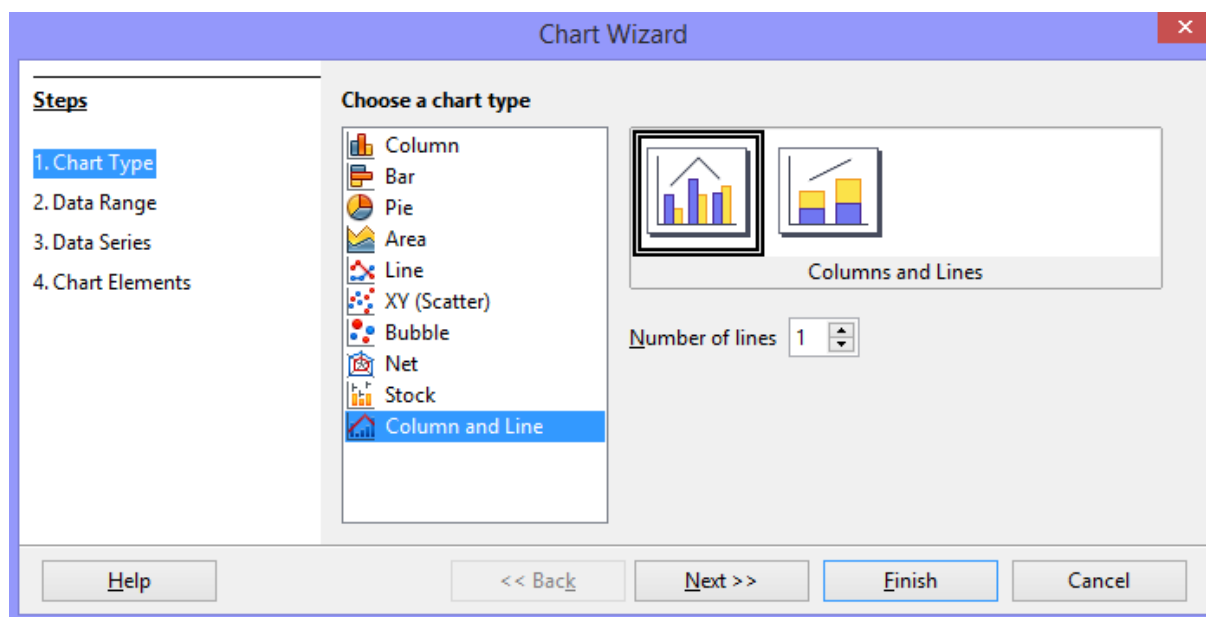 Chart Wizard
Steps
1. Chart Type
2. Data Range
3. Data Series
4. Chart Elements
Choose a chart type
Column
Bar
Pie
Area
Line
XY (Scatter)
Bubble
Net
Stock
Column and Line
Columns and Lines
Number of lines 1
Help
<< Back
Next >>
Finish
Cancel